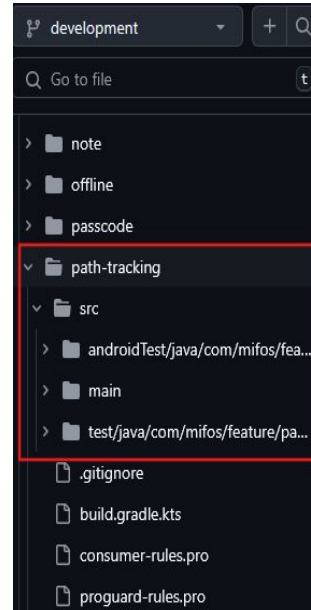 development
Go to file
t
note
offline
passcode
path-tracking
src
androidTest/java/com/mifos/fea...
main
test/java/com/mifos/feature/pa...
.gitignore
build.gradle.kts
consumer-rules.pro
proguard-rules.pro